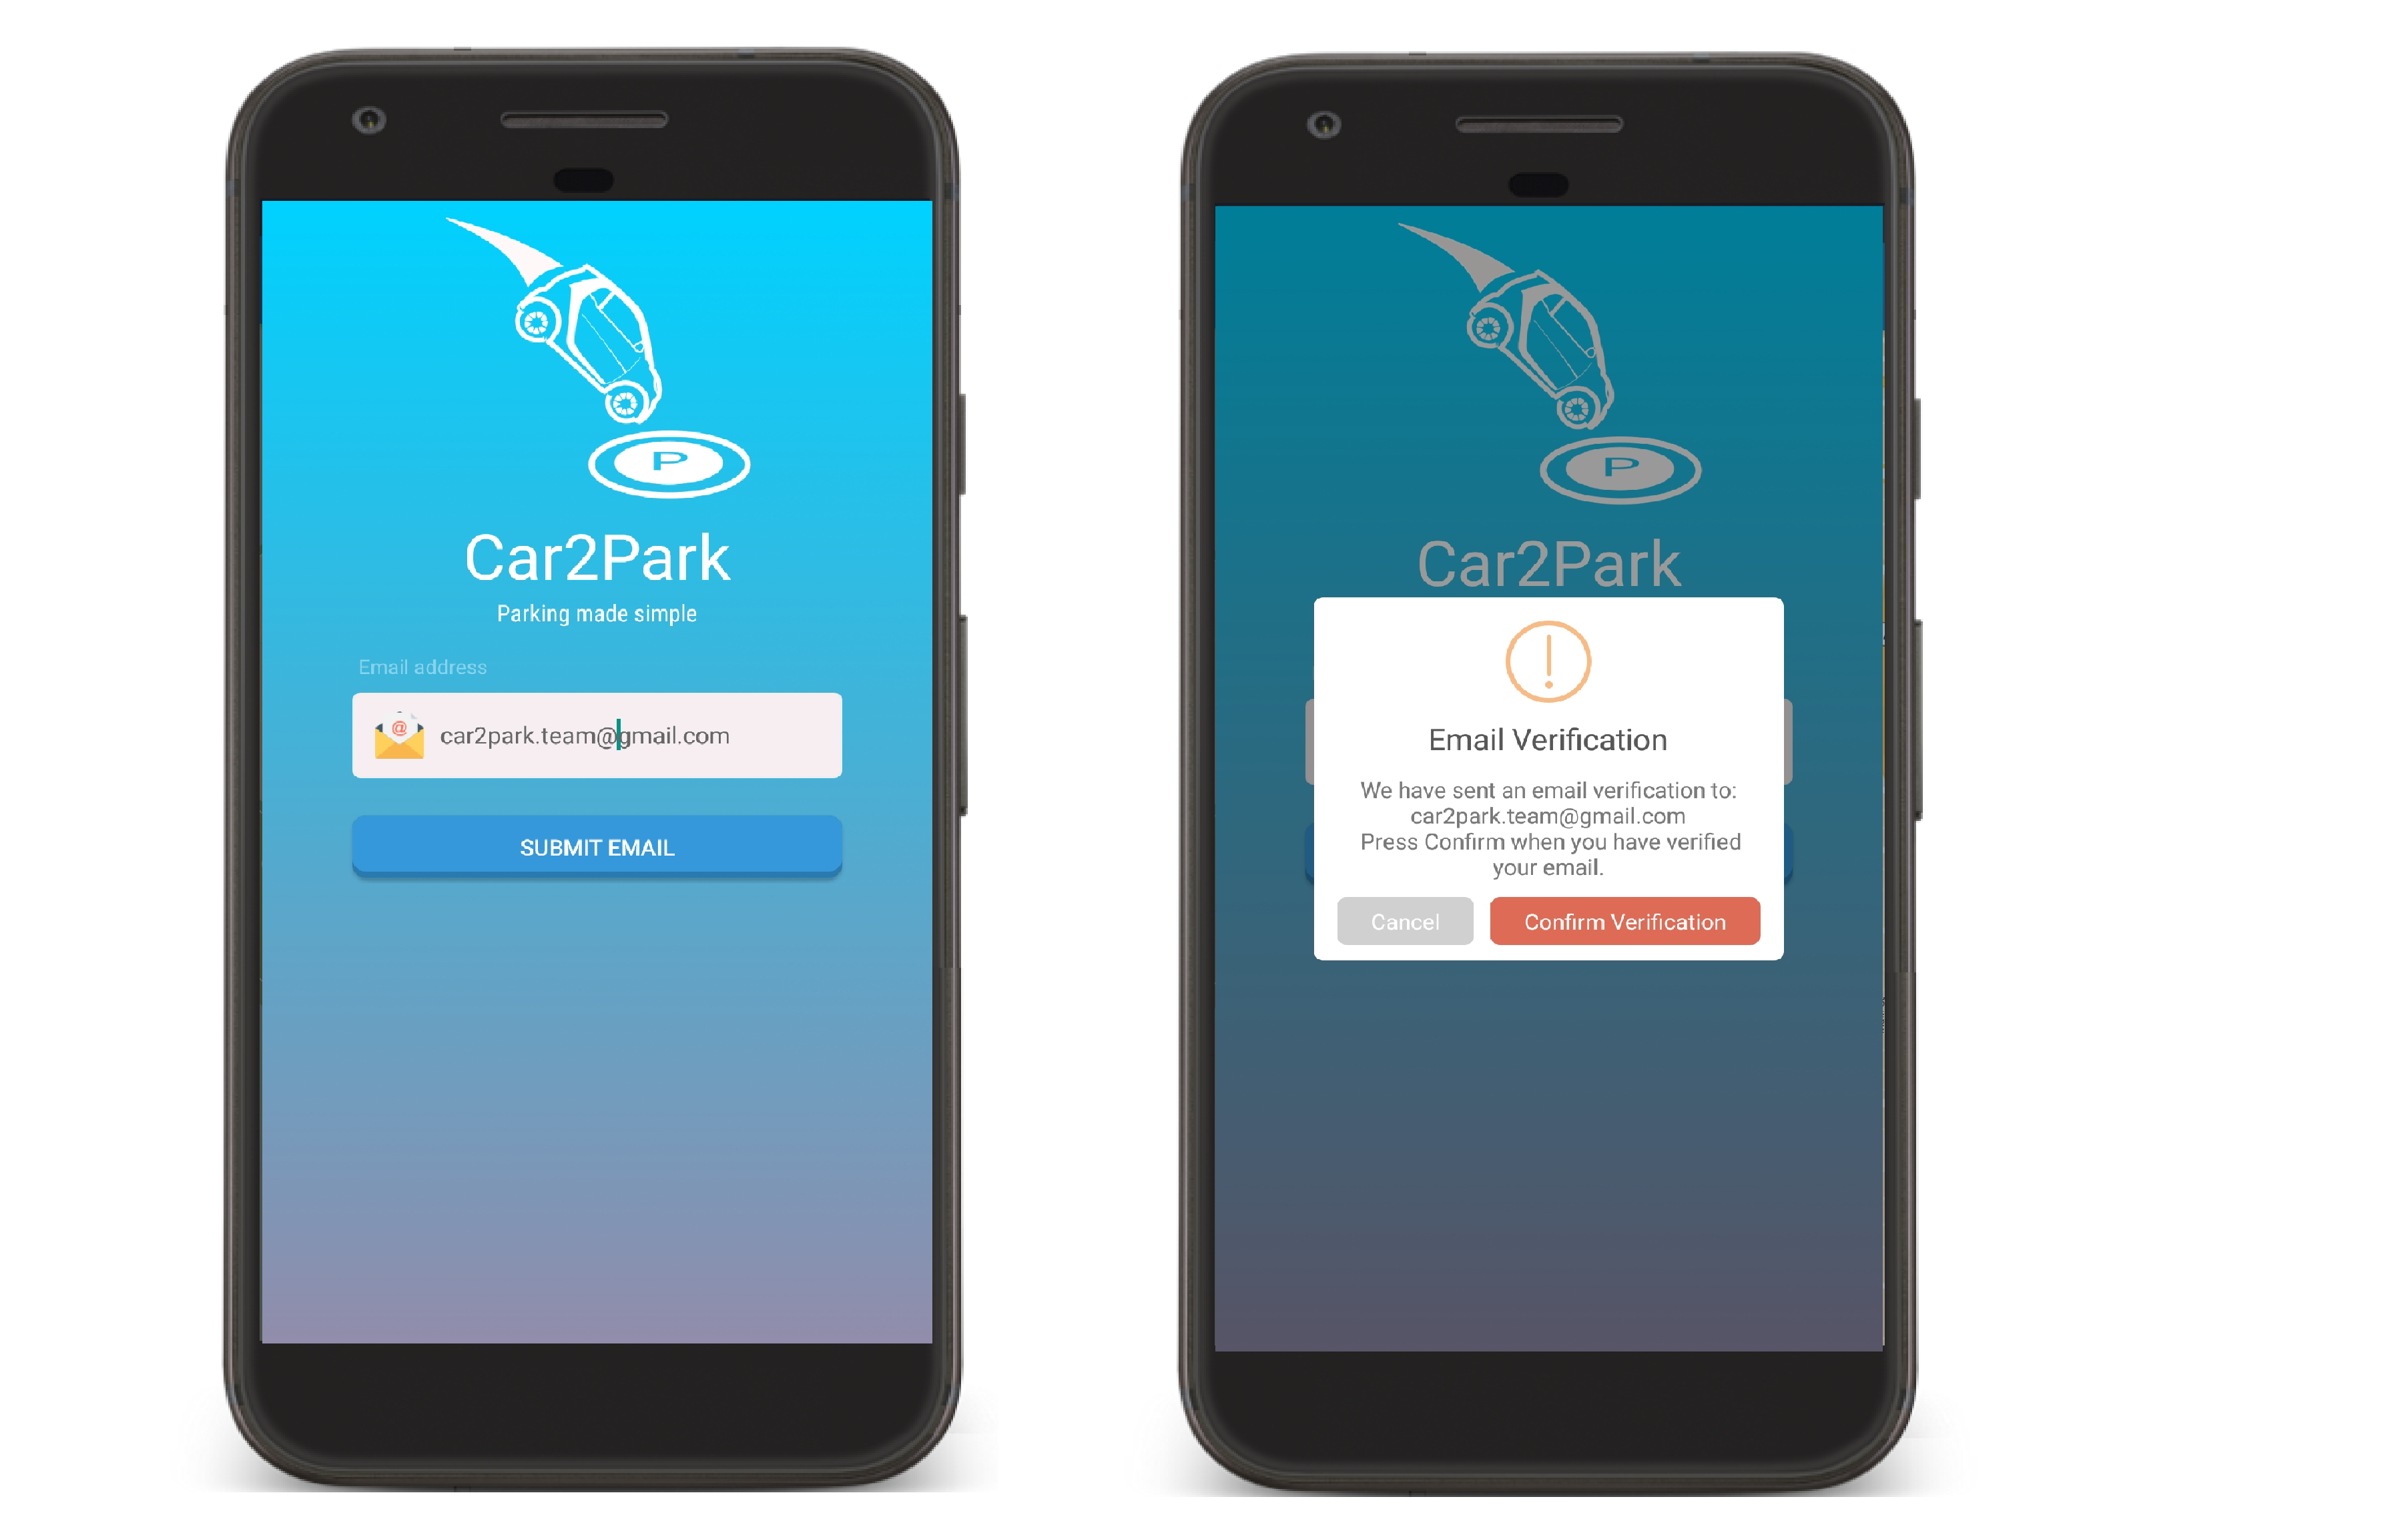 P
Car2Park
Parking made simple
Email address
@
car2park.team@gmail.com
SUBMIT EMAIL
P
Car2Park
Email Verification
We have sent an email verification to:
car2park.team@gmail.com
Press Confirm when you have verified
your email.
Cancel
Confirm Verification